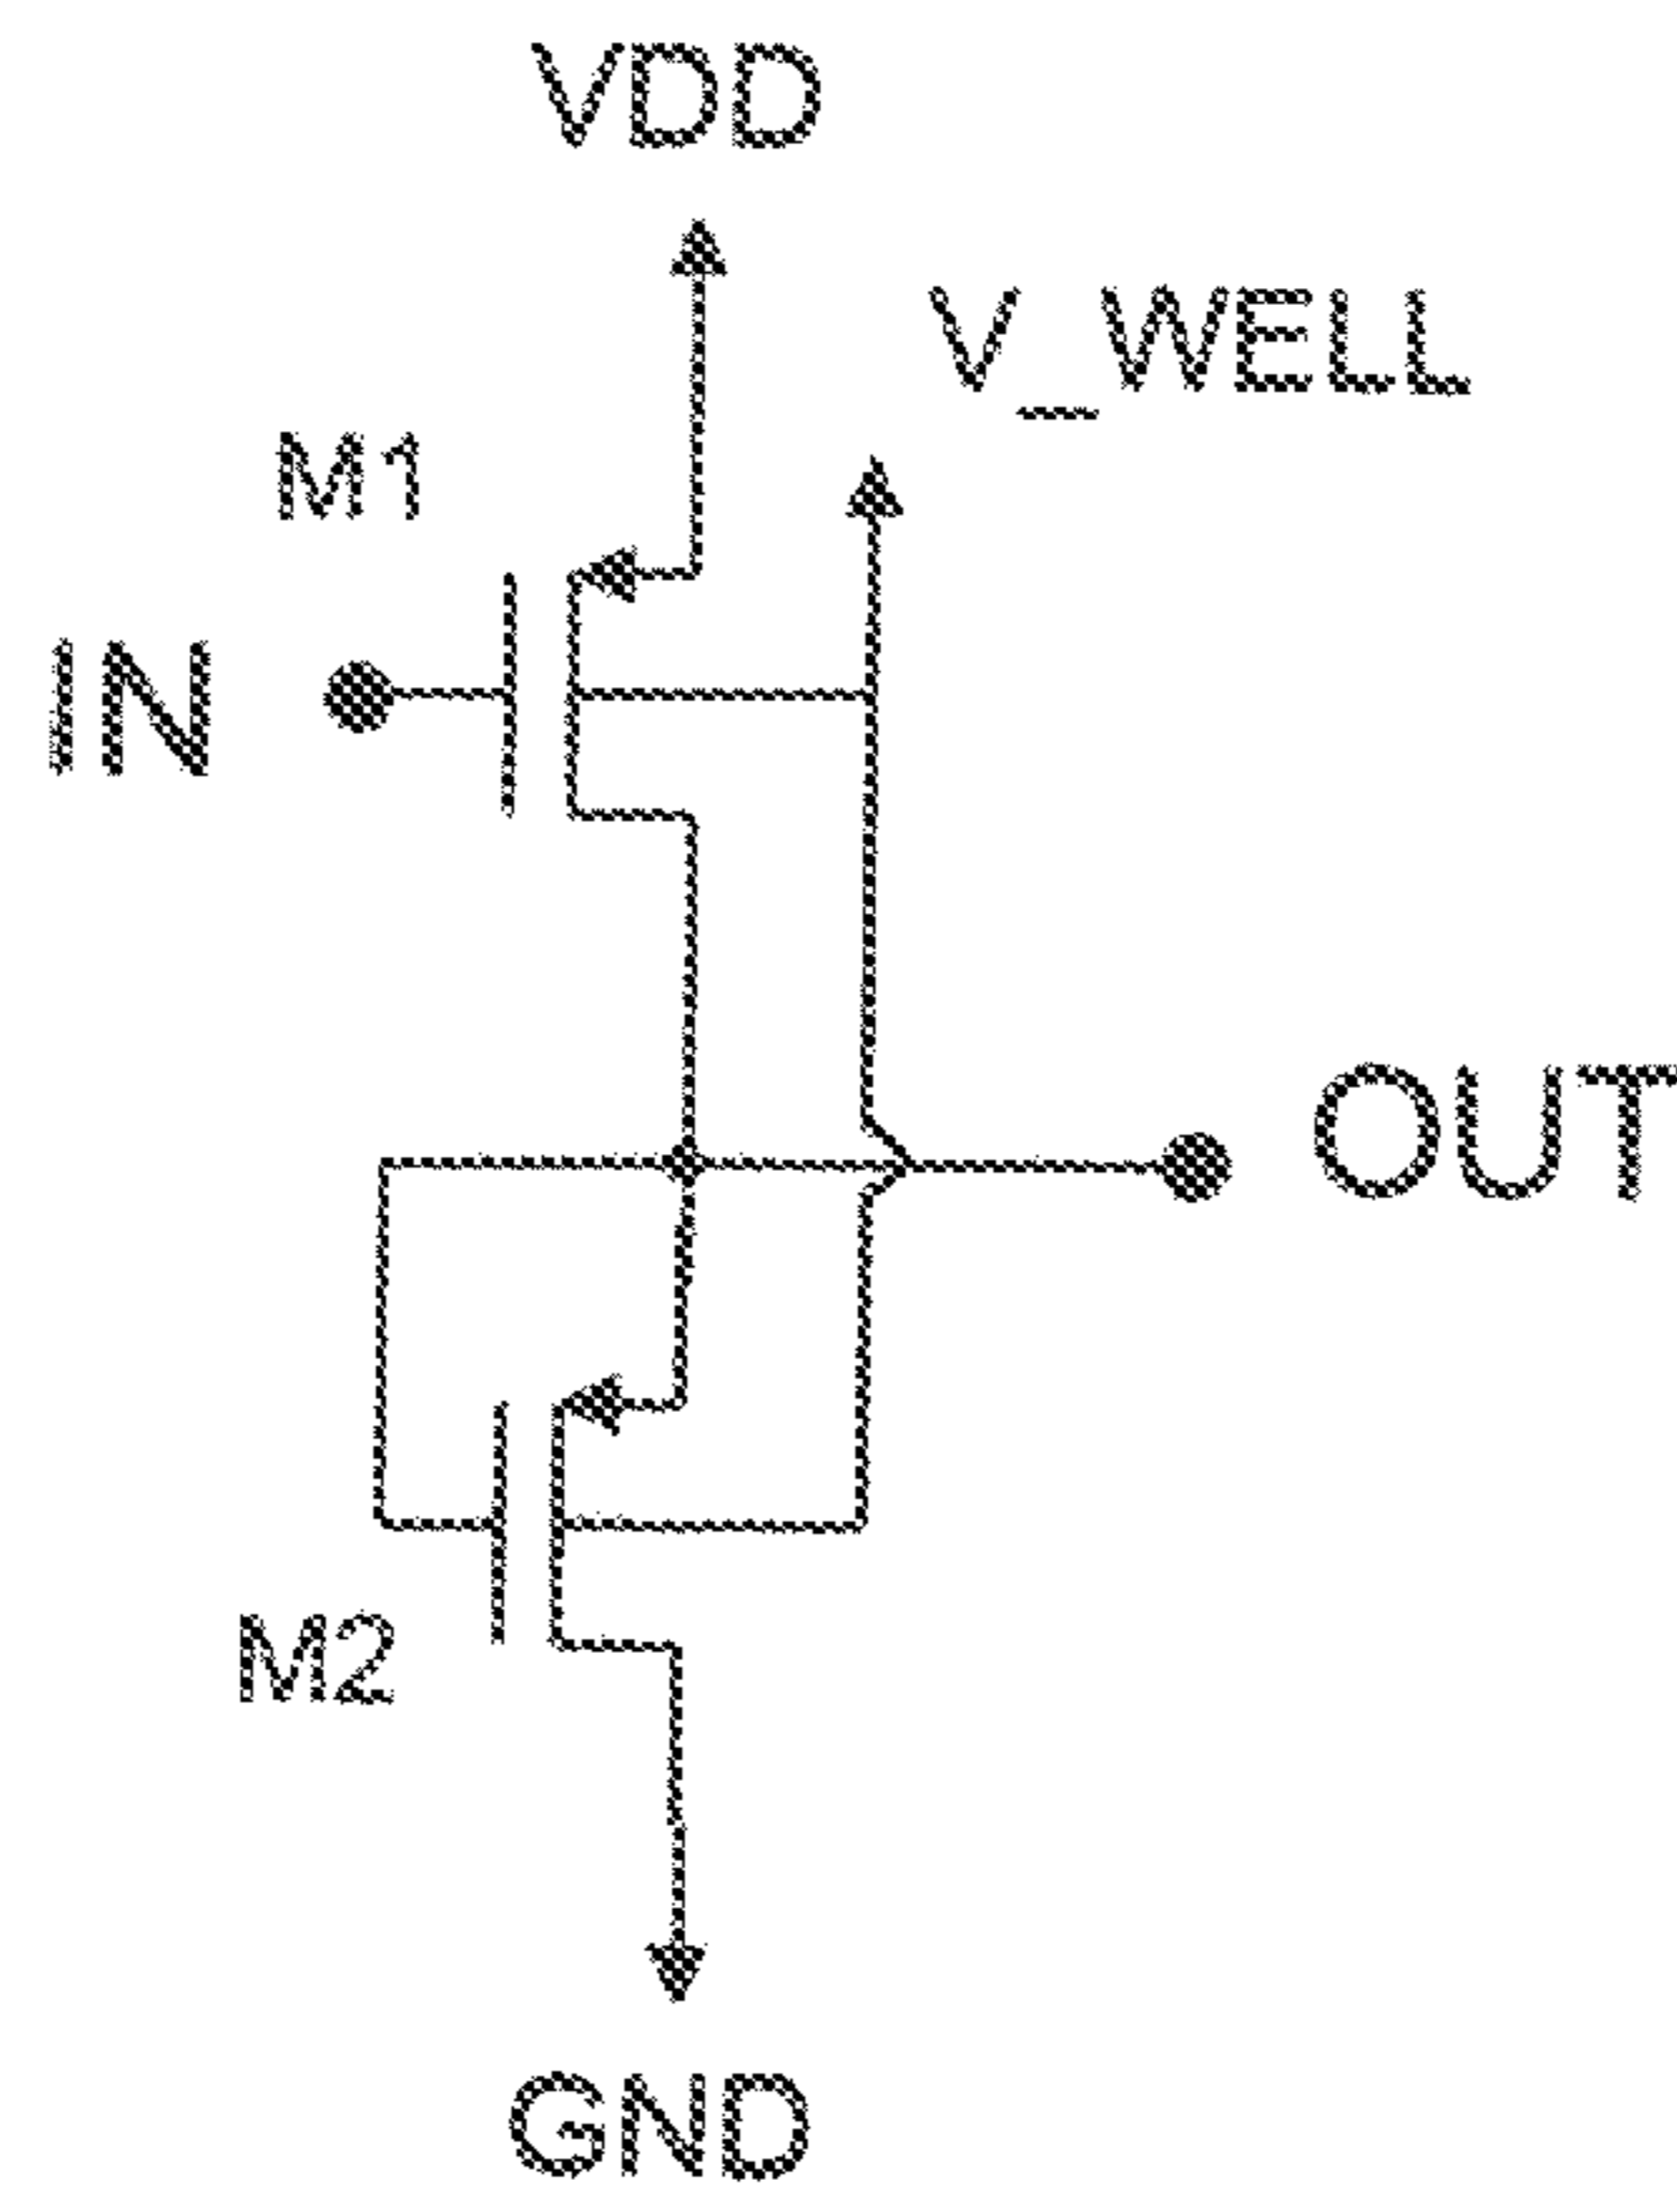 VDD
V_WELL
M1
IN
OUT
M2
GND